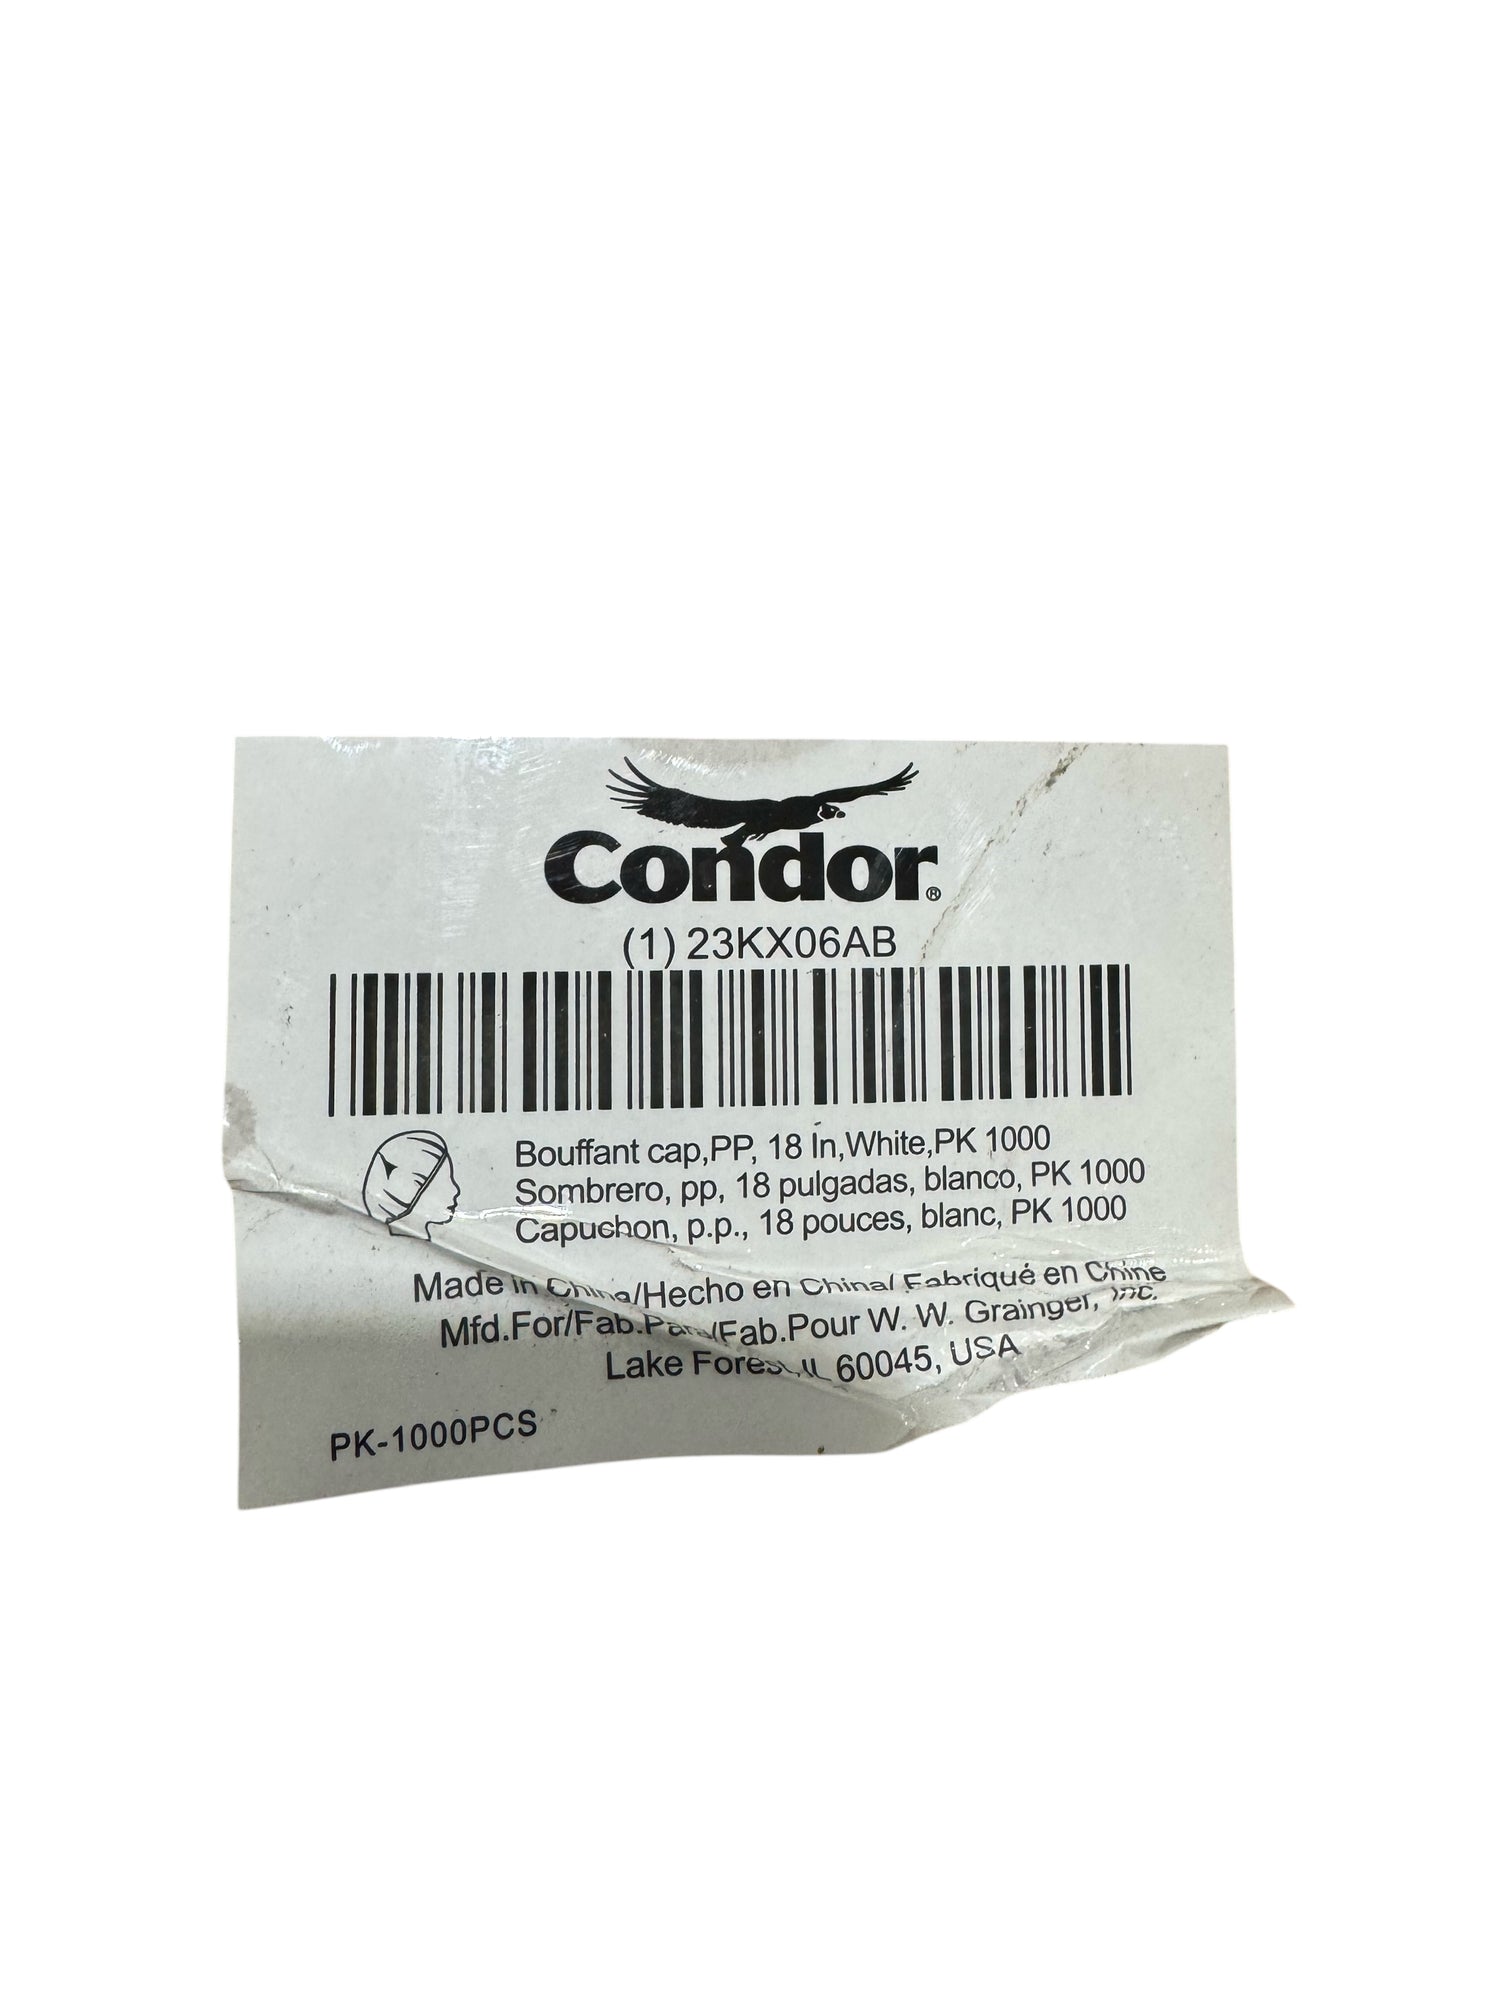 Condor®
(1) 23KX06AB
Bouffant cap,PP, 18 In,White,PK 1000
Sombrero, pp, 18 pulgadas, blanco, PK 1000
Capuchon, p.p., 18 pouces, blanc, PK 1000
Made in China/Hecho en China/ Fabriqué en Chine
Mfd.For/Fab.Para/Fab.Pour W. W. Grainger, Inc.
Lake Forest, IL 60045, USA
PK-1000PCS